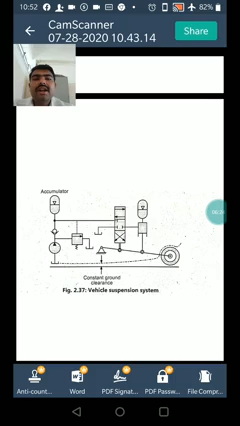 10:52
82%
CamScanner
07-28-2020 10.43.14
Share
Accumulator
Constant ground
clearance
Fig. 2.37: Vehicle suspension system
Anti-count...
Word
PDF Signat...
PDF Passw...
File Compr...